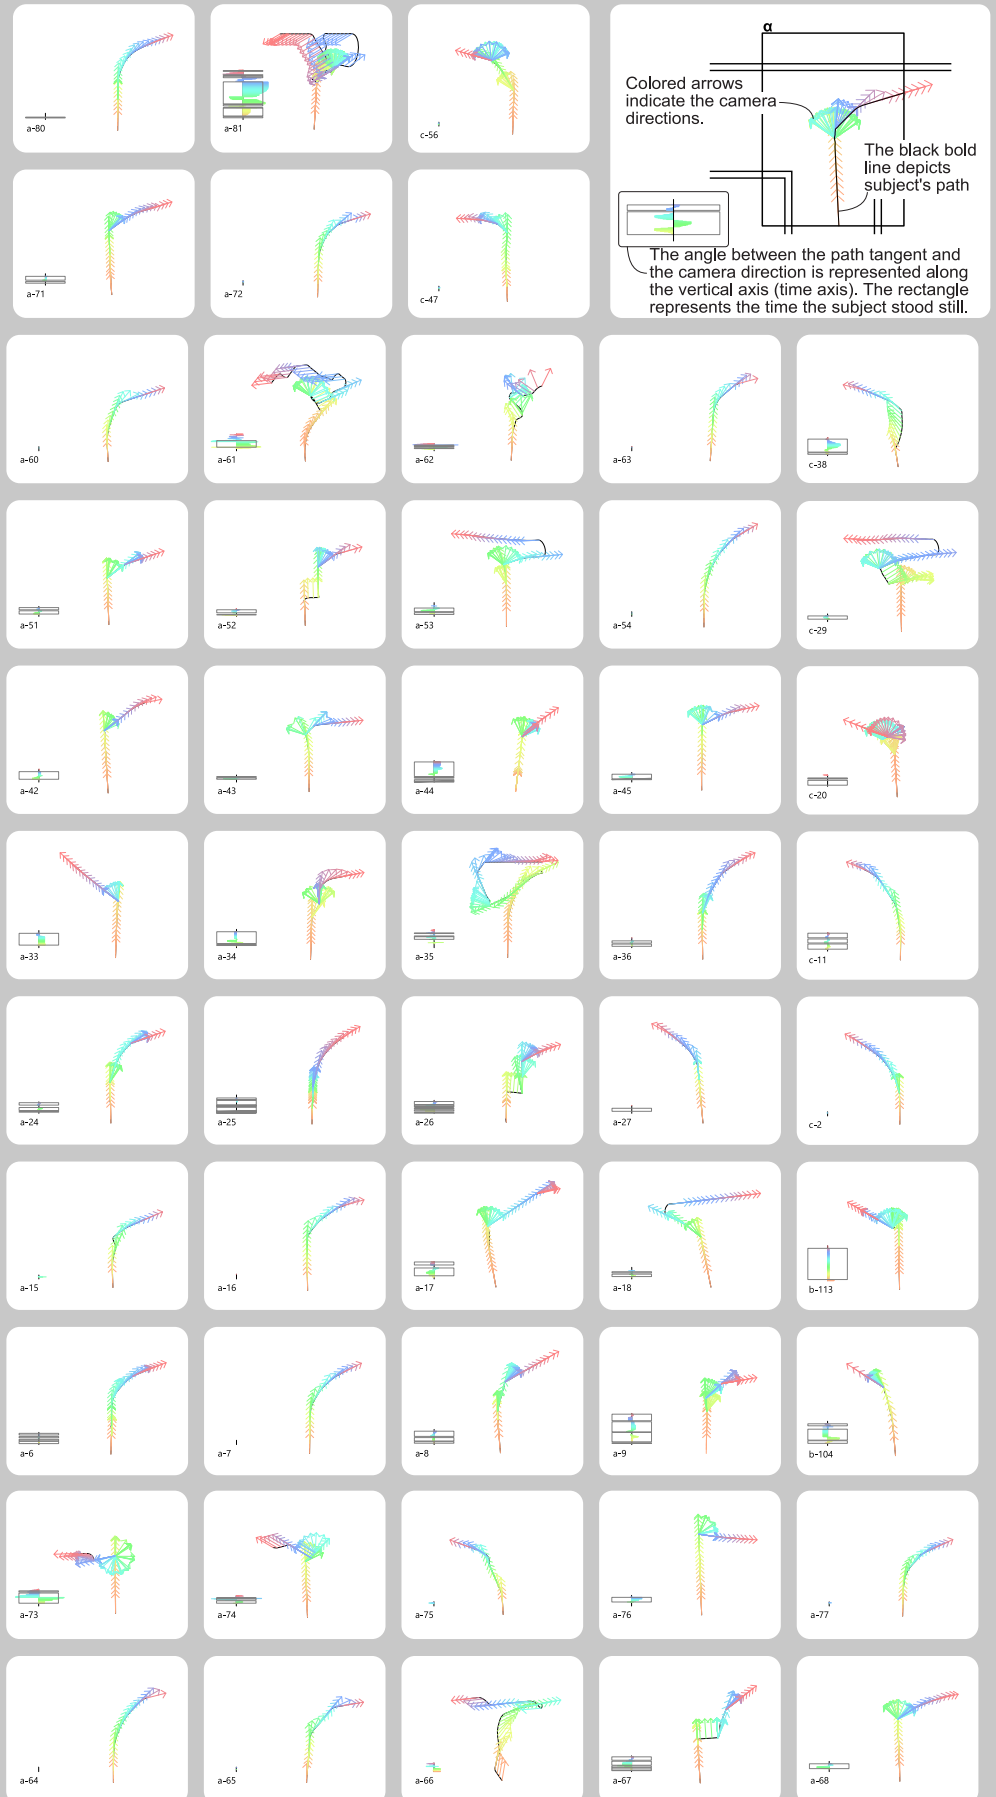 α
Colored arrows
indicate the camera
directions.
The black bold
line depicts
subject's path
The angle between the path tangent and
the camera direction is represented along
the vertical axis (time axis). The rectangle
represents the time the subject stood still.
a-80
a-81
c-56
a-71
a-72
c-47
a-60
a-61
a-62
a-63
c-38
a-51
a-52
a-53
a-54
c-29
a-42
a-43
a-44
a-45
c-20
a-33
a-34
a-35
a-36
c-11
a-24
a-25
a-26
a-27
c-2
a-15
a-16
a-17
a-18
b-113
a-6
a-7
a-8
a-9
b-104
a-73
a-74
a-75
a-76
a-77
a-64
a-65
a-66
a-67
a-68